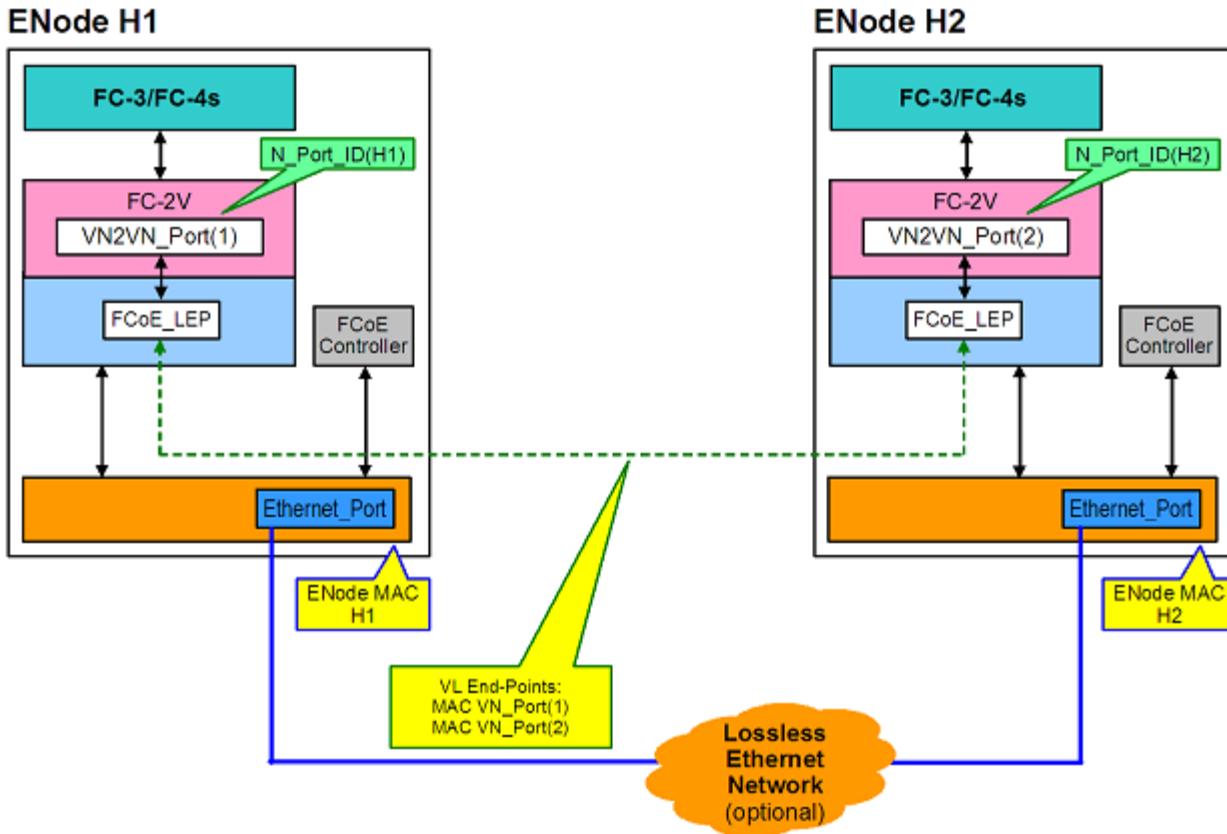 ENode H1
FC-3/FC-4s
N_Port_ID(H1)
FC-2V
VN2VN_Port(1)
FCoE_LEP
FCoE
Controller
Ethernet_Port
ENode MAC
H1
ENode H2
FC-3/FC-4s
N_Port_ID(H2)
FC-2V
VN2VN_Port(2)
FCoE_LEP
FCoE
Controller
Ethernet_Port
ENode MAC
H2
VL End-Points:
MAC VN_Port(1)
MAC VN_Port(2)
Lossless
Ethernet
Network
(optional)